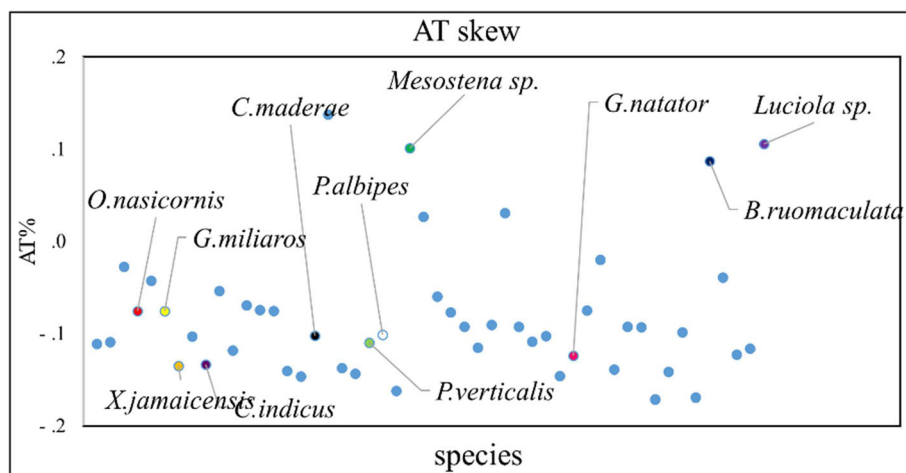 AT skew
.2
Mesostena sp.
C.maderae
G.natator
Luciola sp.
.1
P.albipes
O.nasicornis
B.ruomaculata
G.miliaros
.0
AT%
- .1
X.jamaicensis
C.indicus
P.verticalis
- .2
species